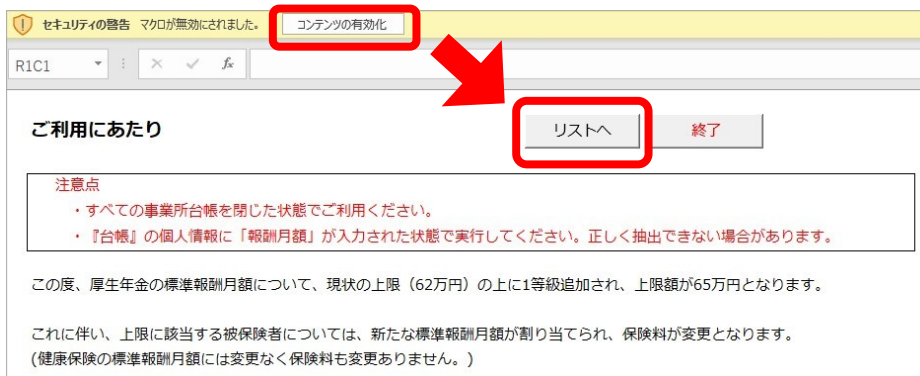 セキュリティの警告 マクロが無効にされました。 コンテンツの有効化
R1C1 fx
ご利用にあたり リストへ 終了
注意点
・すべての事業所台帳を閉じた状態でご利用ください。
・『台帳』の個人情報に「報酬月額」が入力された状態で実行してください。正しく抽出できない場合があります。
この度、厚生年金の標準報酬月額について、現状の上限（62万円）の上に1等級追加され、上限額が65万円となります。
これに伴い、上限に該当する被保険者については、新たな標準報酬月額が割り当てられ、保険料が変更となります。
(健康保険の標準報酬月額には変更なく保険料も変更ありません。)